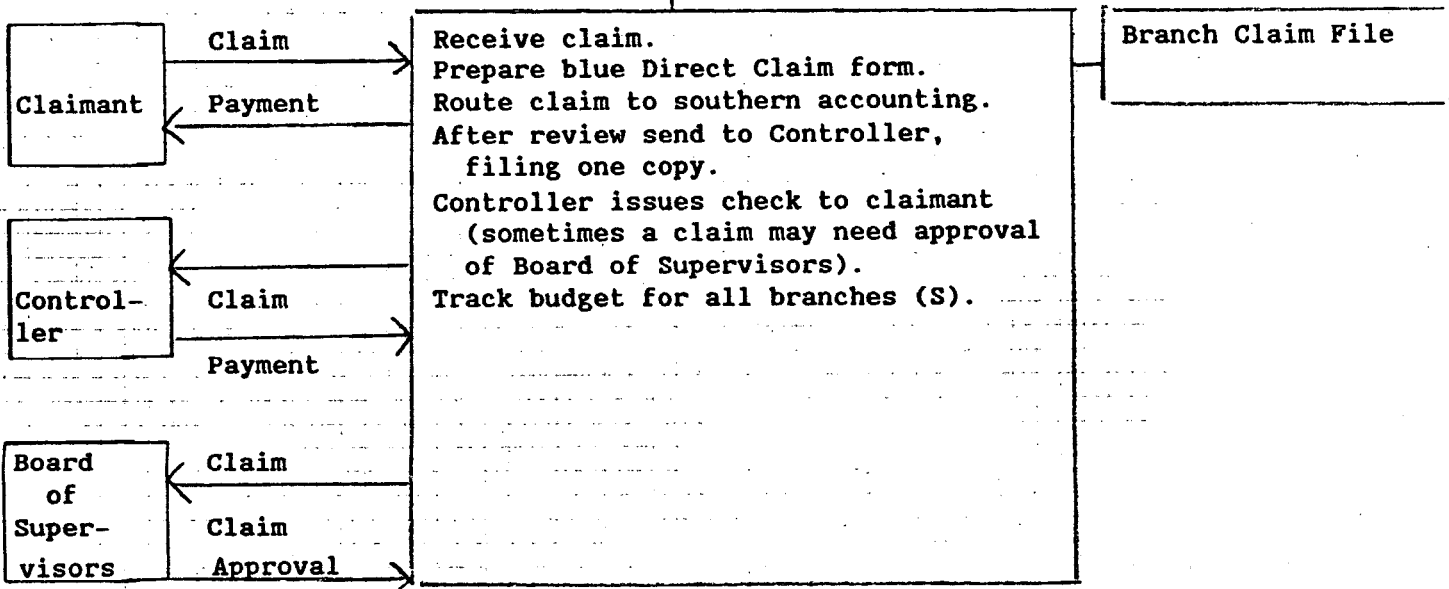 Claim
Claimant
Payment
Control-
ler
Claim
Payment
Board
of
Super-
visors
Claim
Claim
Approval
Receive claim.
Prepare blue Direct Claim form.
Route claim to southern accounting.
After review send to Controller,
filing one copy.
Controller issues check to claimant
(sometimes a claim may need approval
of Board of Supervisors).
Track budget for all branches (S).
Branch Claim File